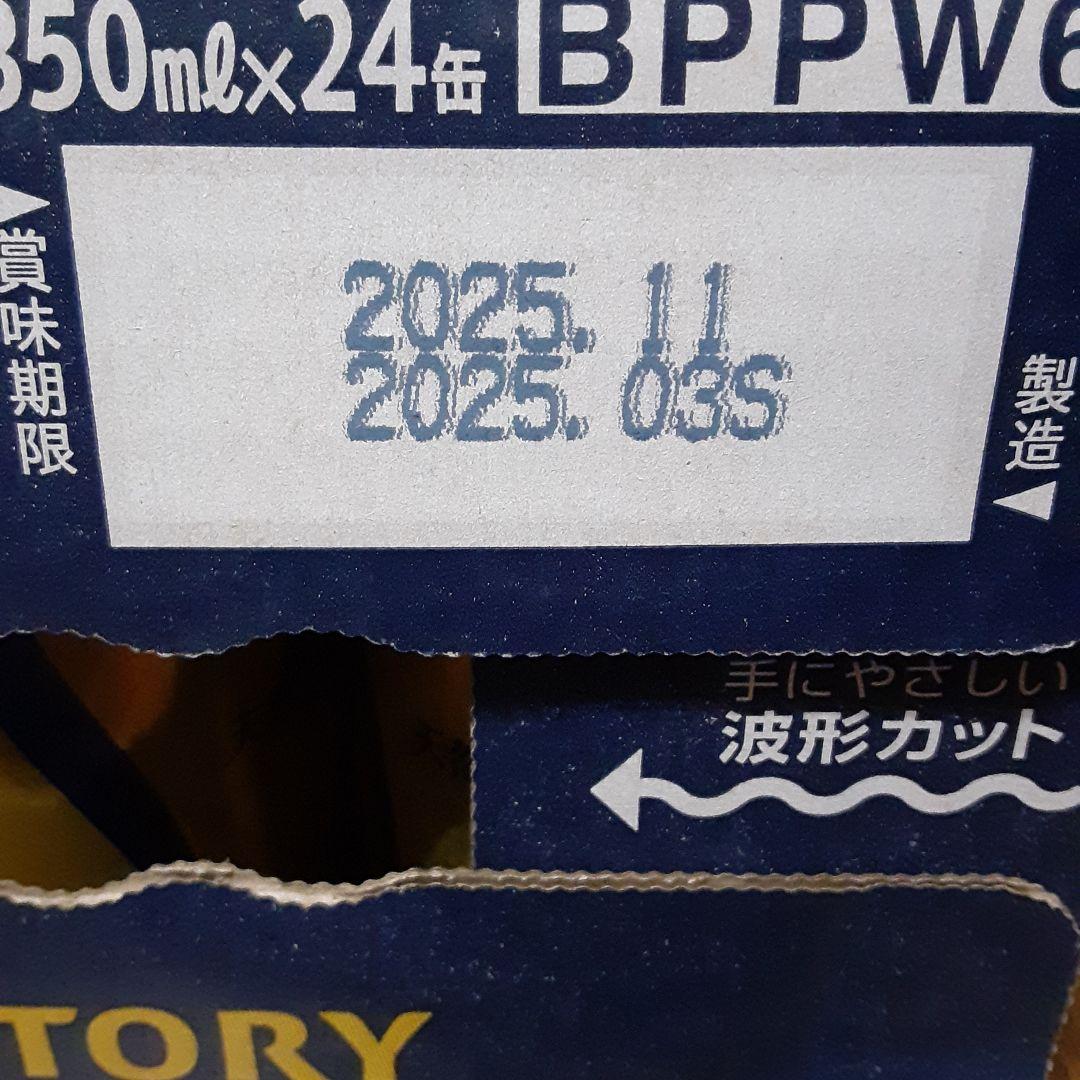 350mℓ×24缶 BPPW6
賞味期限
2025.11
2025.03S
製造
手にやさしい
波形カット
TORY